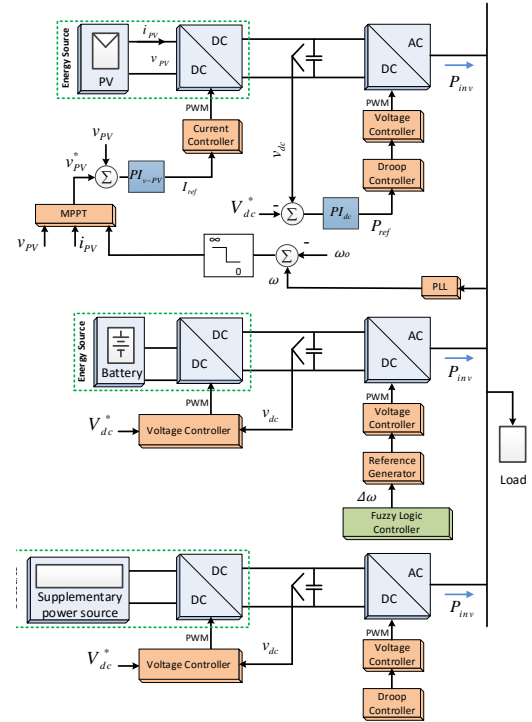 Energy Source
PV
i_PV
v_PV
DC
DC
AC
DC
P_inv
PWM
PWM
Current
Controller
Voltage
Controller
v_dc
v_PV
v*_PV
Σ
PI_v-PV
I_ref
Droop
Controller
V_dc*
-
Σ
PI_dc
P_ref
MPPT
v_PV
i_PV
∞
0
Σ
-
ω_o
ω
PLL
Energy Source
Battery
DC
DC
AC
DC
P_inv
PWM
PWM
V_dc*
Voltage Controller
v_dc
Voltage
Controller
Reference
Generator
Δω
Fuzzy Logic
Controller
Load
Supplementary
power source
DC
DC
AC
DC
P_inv
PWM
PWM
V_dc*
Voltage Controller
v_dc
Voltage
Controller
Droop
Controller